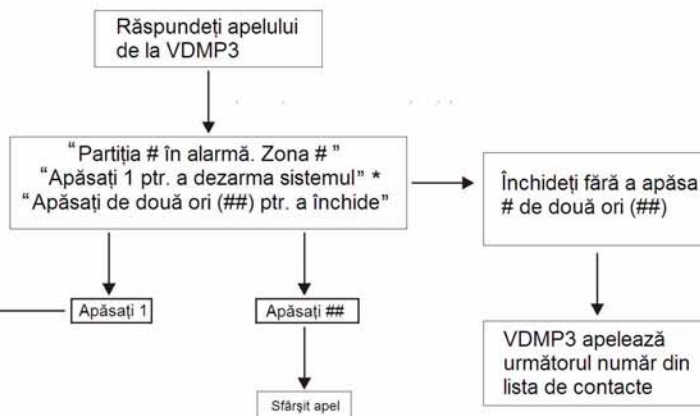 Răspundeți apelului
de la VDMP3
“Partiția # în alarmă. Zona #”
“Apăsați 1 ptr. a dezarma sistemul” *
“Apăsați de două ori (##) ptr. a închide”
Închideți fără a apăsa
# de două ori (##)
Apăsați 1
Apăsați ##
VDMP3 apelează
următorul număr din
lista de contacte
Sfârșit apel